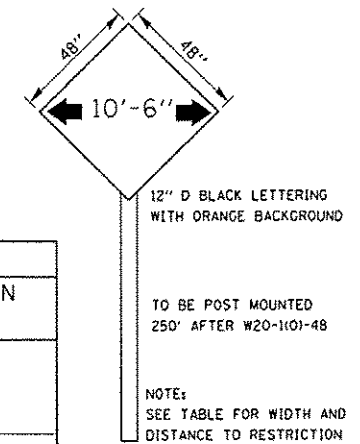 48"
48"
10'-6"
12" D BLACK LETTERING
WITH ORANGE BACKGROUND
N
TO BE POST MOUNTED
250' AFTER W20-1(O)-48
NOTE:
SEE TABLE FOR WIDTH AND
DISTANCE TO RESTRICTION